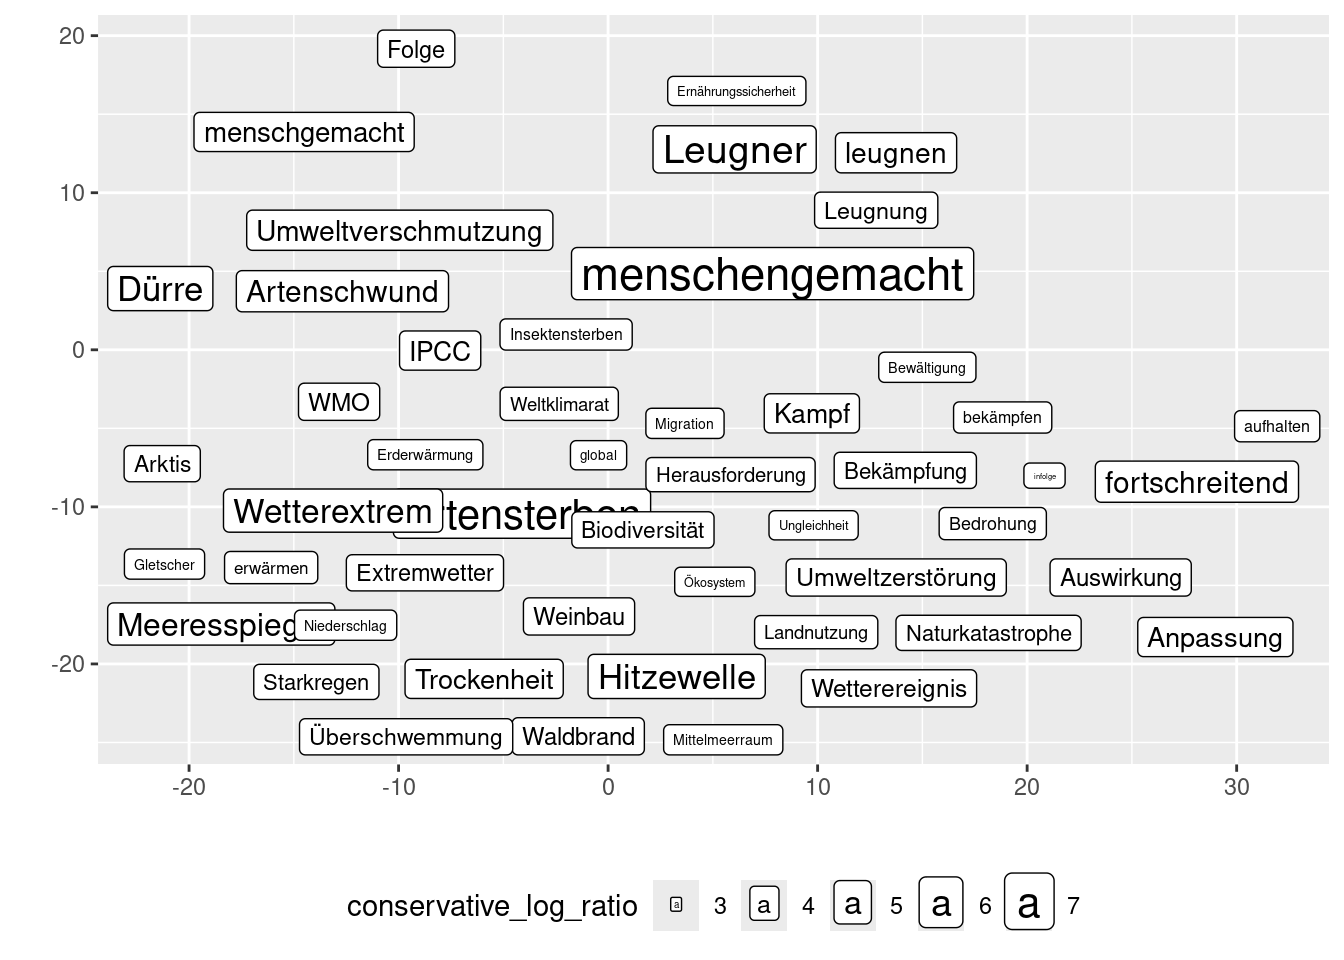 20
Folge
Ernährungssicherheit
menschgemacht
Leugner
leugnen
10
Leugnung
Umweltverschmutzung
menschengemacht
Dürre
Artenschwund
Insektensterben
0
IPCC
Bewältigung
WMO
Weltklimarat
Migration
Kampf
bekämpfen
aufhalten
Erderwärmung
global
Arktis
Herausforderung
Bekämpfung
infolge
fortschreitend
-10
Wetterextrem
Biodiversität
Ungleichheit
Bedrohung
Gletscher
erwärmen
Extremwetter
Ökosystem
Umweltzerstörung
Auswirkung
Meeresspieg
Niederschlag
Weinbau
Landnutzung
Naturkatastrophe
Anpassung
-20
Starkregen
Trockenheit
Hitzewelle
Wetterereignis
Überschwemmung
Waldbrand
Mittelmeerraum
-20 -10 0 10 20 30
conservative_log_ratio a 3 a 4 a 5 a 6 a 7